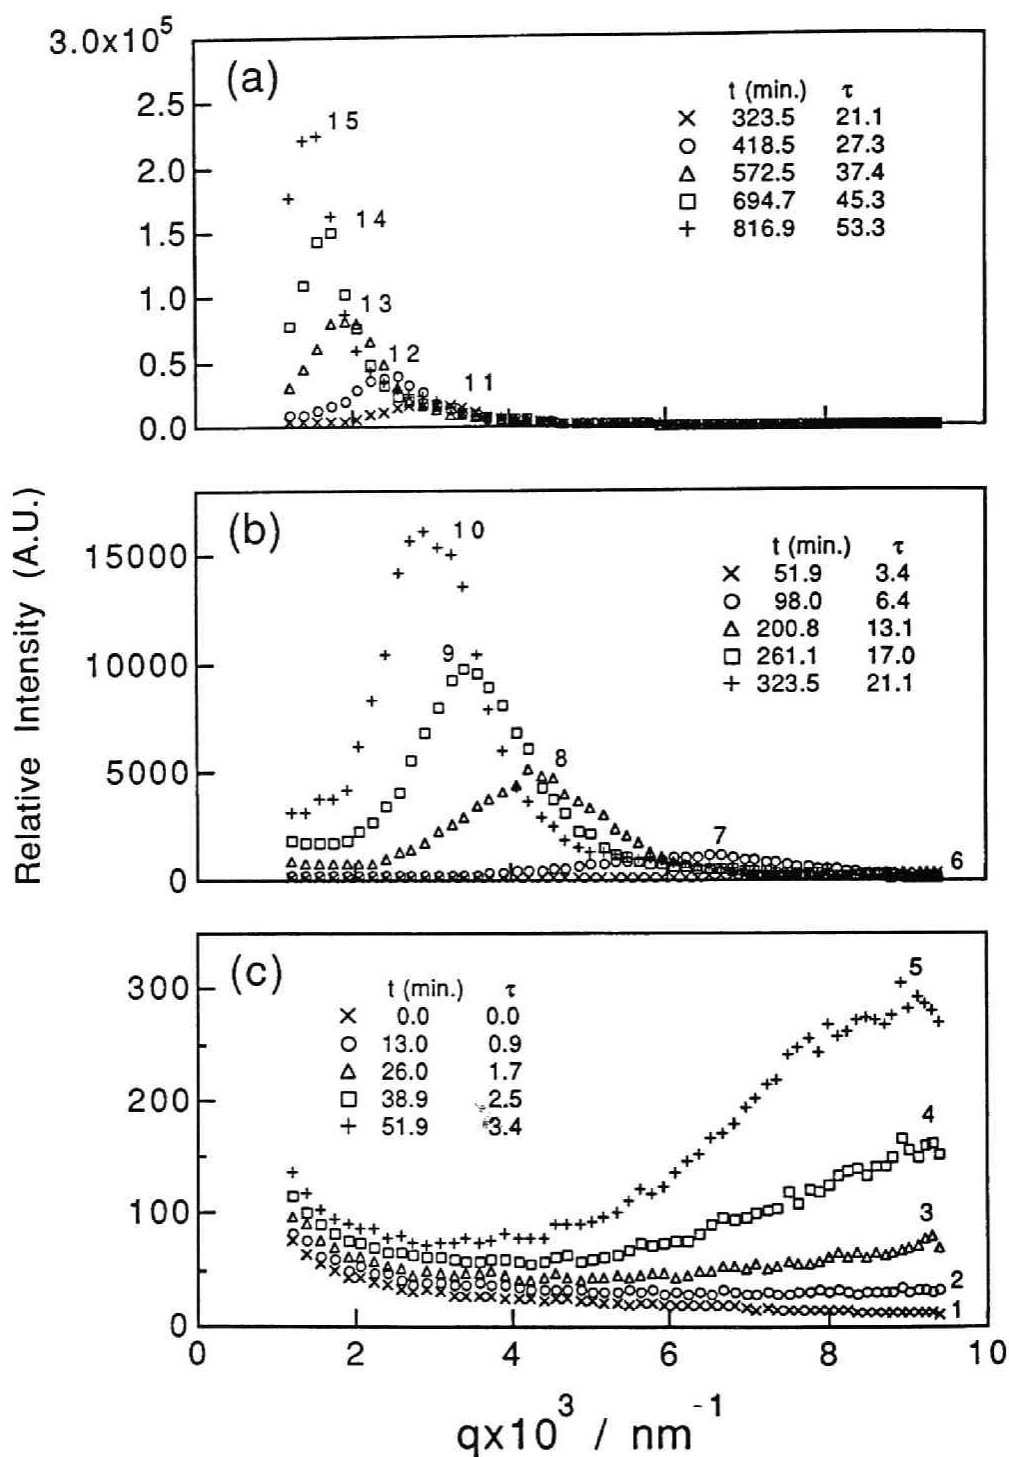 3.0x10^5
(a)
t (min.) τ
2.5
15
× 323.5 21.1
○ 418.5 27.3
2.0
△ 572.5 37.4
14
□ 694.7 45.3
1.5
+ 816.9 53.3
1.0
13
0.5
12
11
0.0
Relative Intensity (A.U.)
(b)
10
t (min.) τ
15000
× 51.9 3.4
○ 98.0 6.4
△ 200.8 13.1
9
□ 261.1 17.0
10000
+ 323.5 21.1
8
5000
7
6
0
(c)
5
t (min.) τ
300
× 0.0 0.0
○ 13.0 0.9
△ 26.0 1.7
200
□ 38.9 2.5
+ 51.9 3.4
4
100
3
2
1
0
0 2 4 6 8 10
qx10^3 / nm^-1